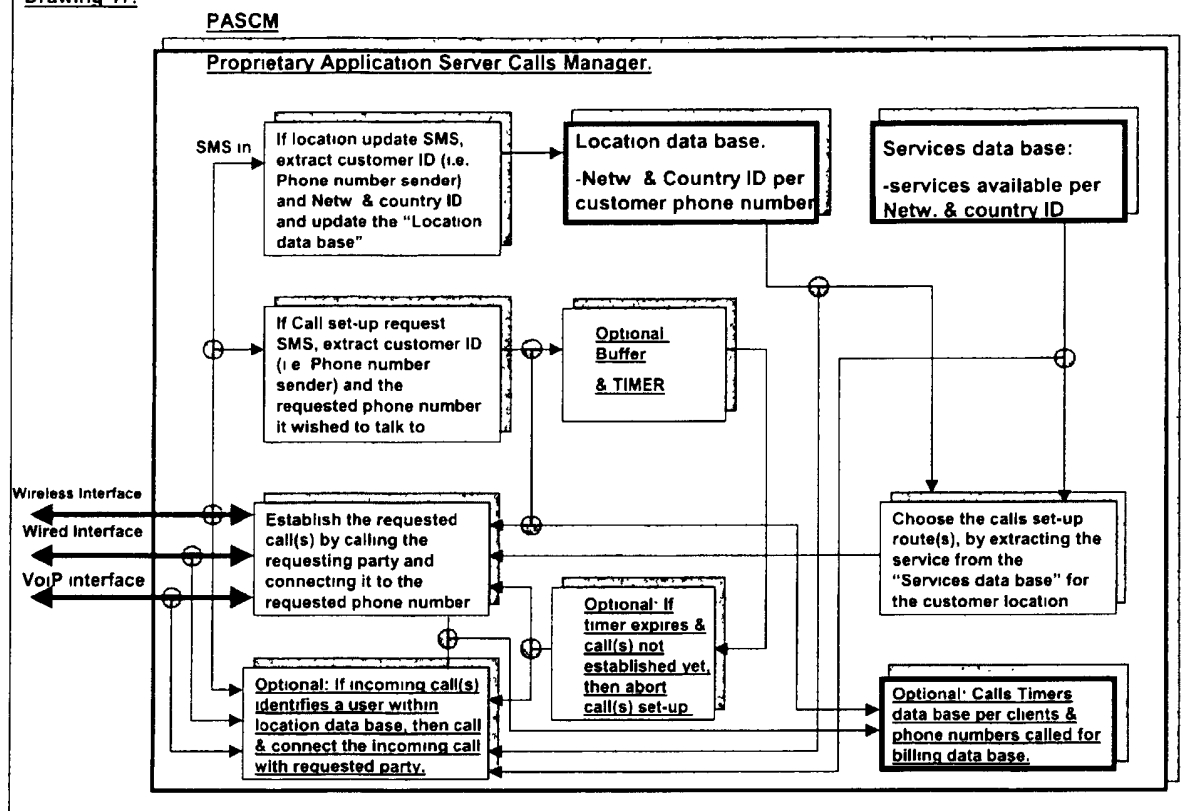 PASCM
Proprietary Application Server Calls Manager.
SMS in
If location update SMS,
extract customer ID (i.e.
Phone number sender)
and Netw & country ID
and update the “Location
data base”
Location data base.
-Netw & Country ID per
customer phone number
Services data base:
-services available per
Netw. & country ID
If Call set-up request
SMS, extract customer ID
(i e Phone number
sender) and the
requested phone number
it wished to talk to
Optional
Buffer
& TIMER
Wireless Interface
Wired Interface
VoIP interface
Establish the requested
call(s) by calling the
requesting party and
connecting it to the
requested phone number
Choose the calls set-up
route(s), by extracting the
service from the
“Services data base” for
the customer location
Optional: If
timer expires &
call(s) not
established yet,
then abort
call(s) set-up
Optional: If incoming call(s)
identifies a user within
location data base, then call
& connect the incoming call
with requested party.
Optional: Calls Timers
data base per clients &
phone numbers called for
billing data base.